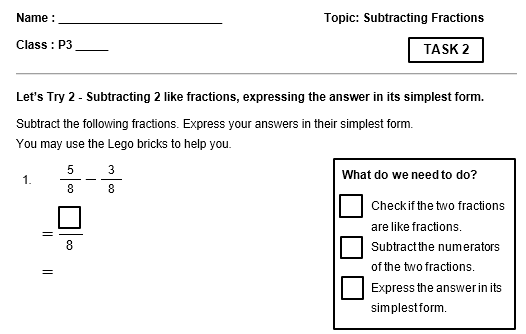 Name : ___________________________ Topic: Subtracting Fractions
Class : P3 _____ TASK 2
Let's Try 2 - Subtracting 2 like fractions, expressing the answer in its simplest form.
Subtract the following fractions. Express your answers in their simplest form.
You may use the Lego bricks to help you.
1. 5/8 − 3/8
= □/8
=
What do we need to do?
Check if the two fractions
are like fractions.
Subtract the numerators
of the two fractions.
Express the answer in its
simplest form.